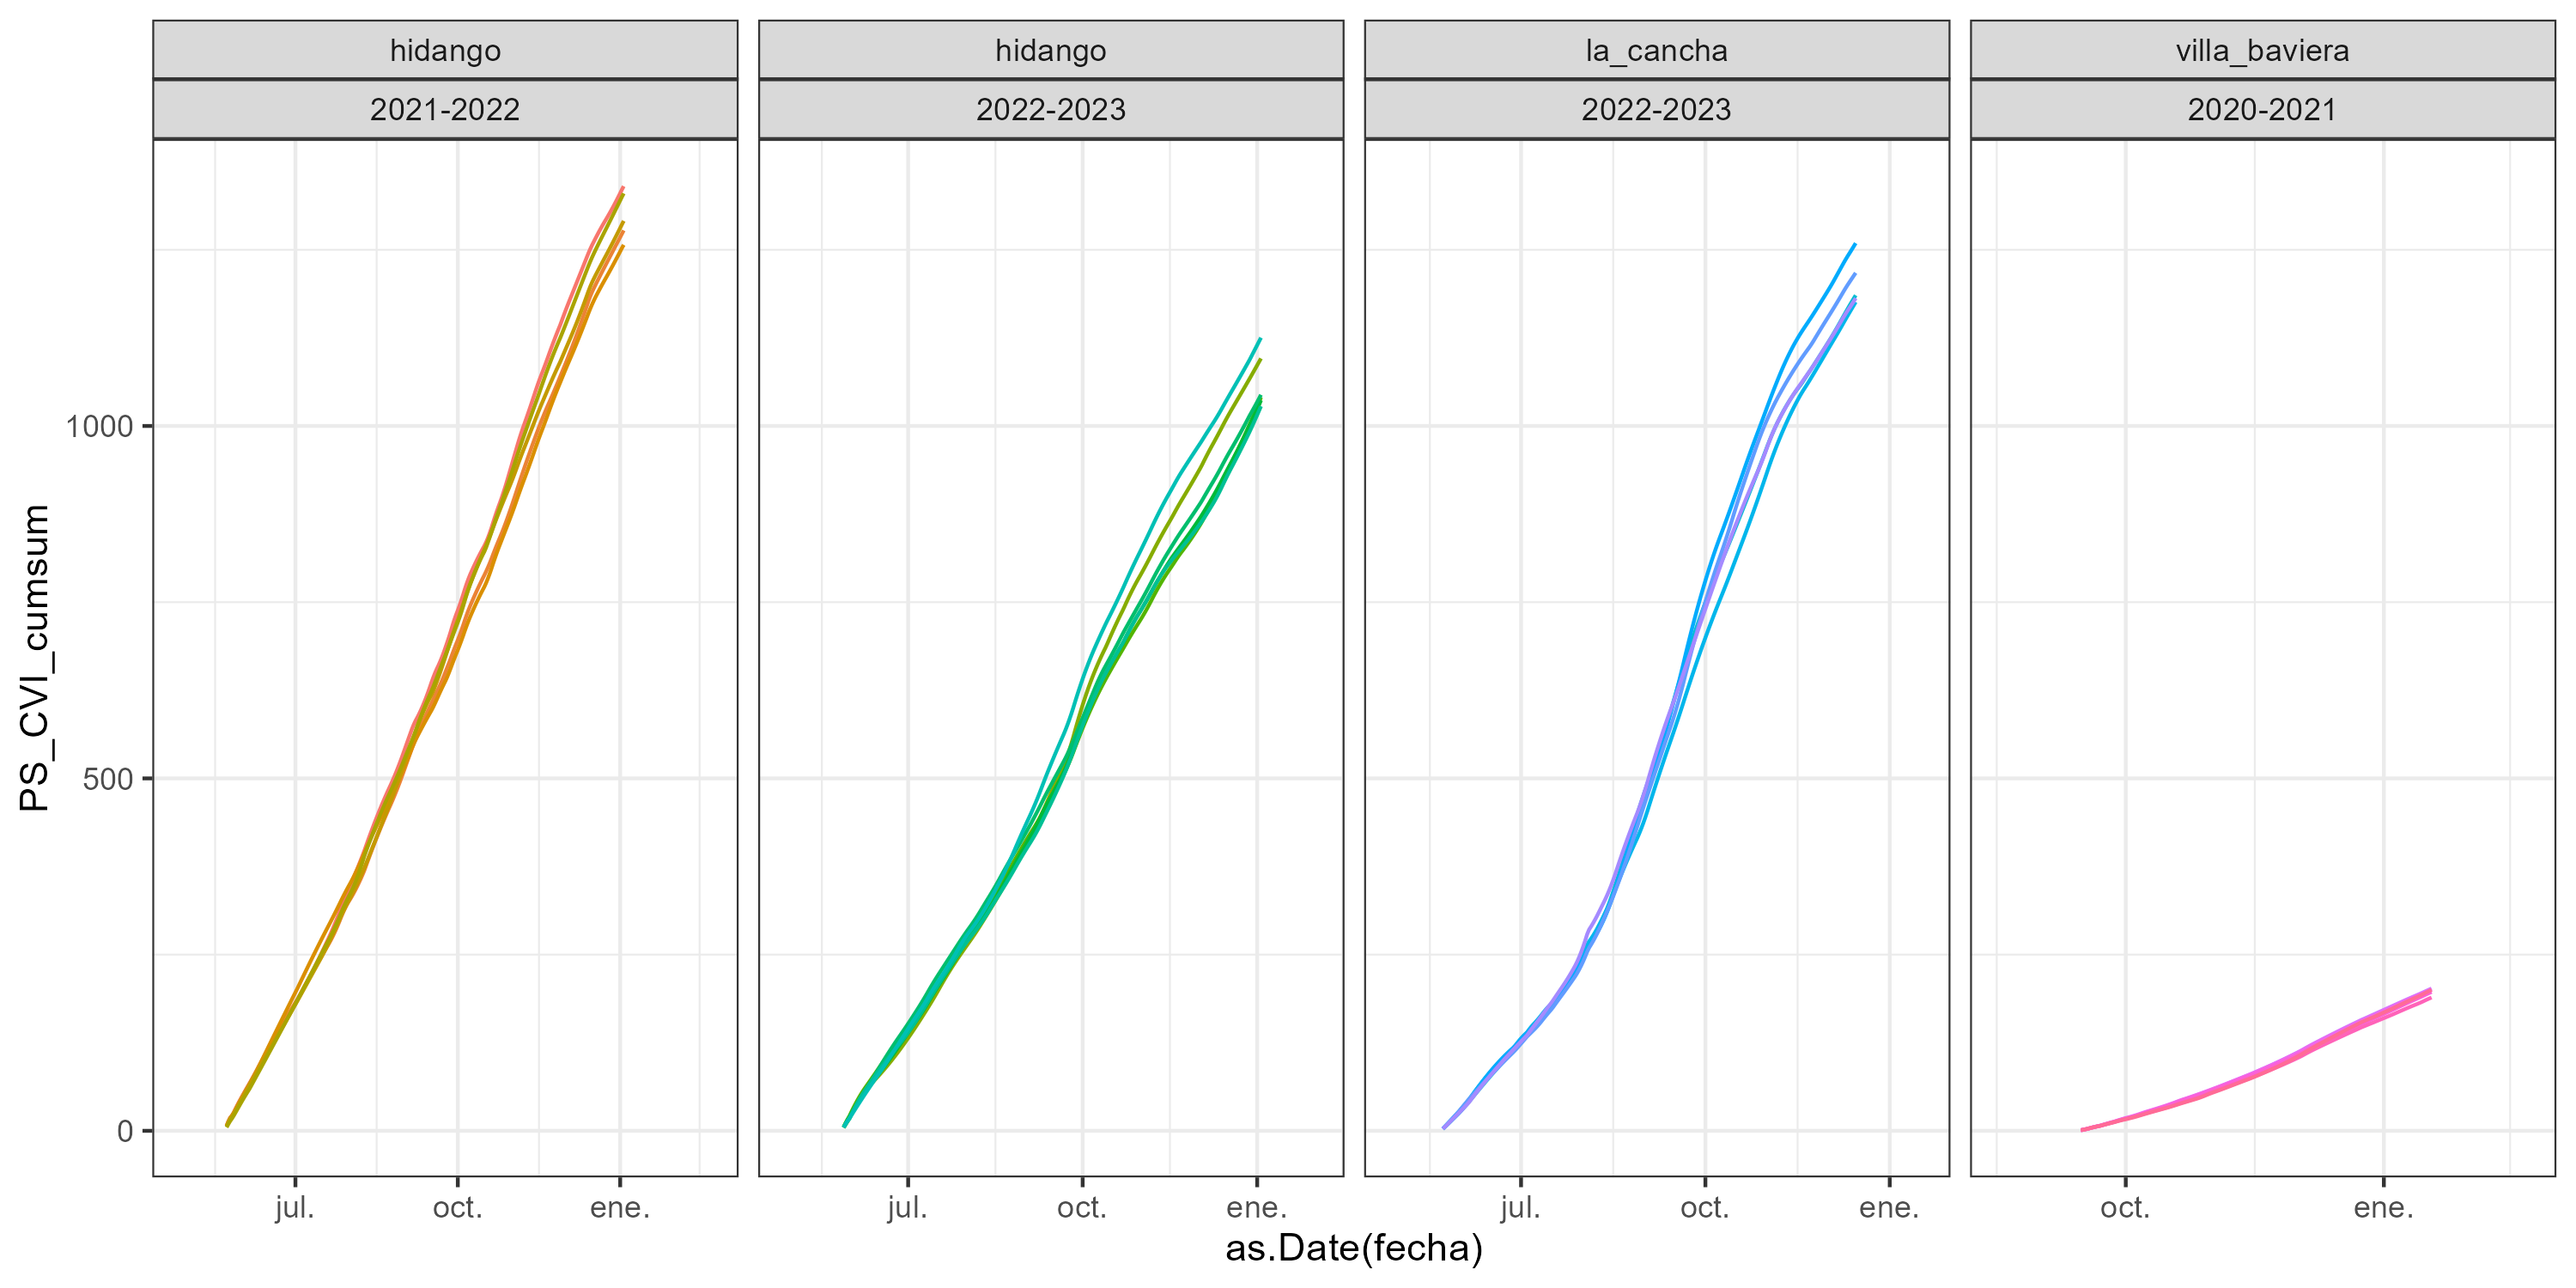 hidango
hidango
la_cancha
villa_baviera
2021-2022
2022-2023
2022-2023
2020-2021
PS_CVI_cumsum
1000
500
0
jul.
oct.
ene.
jul.
oct.
ene.
jul.
oct.
ene.
oct.
ene.
as.Date(fecha)